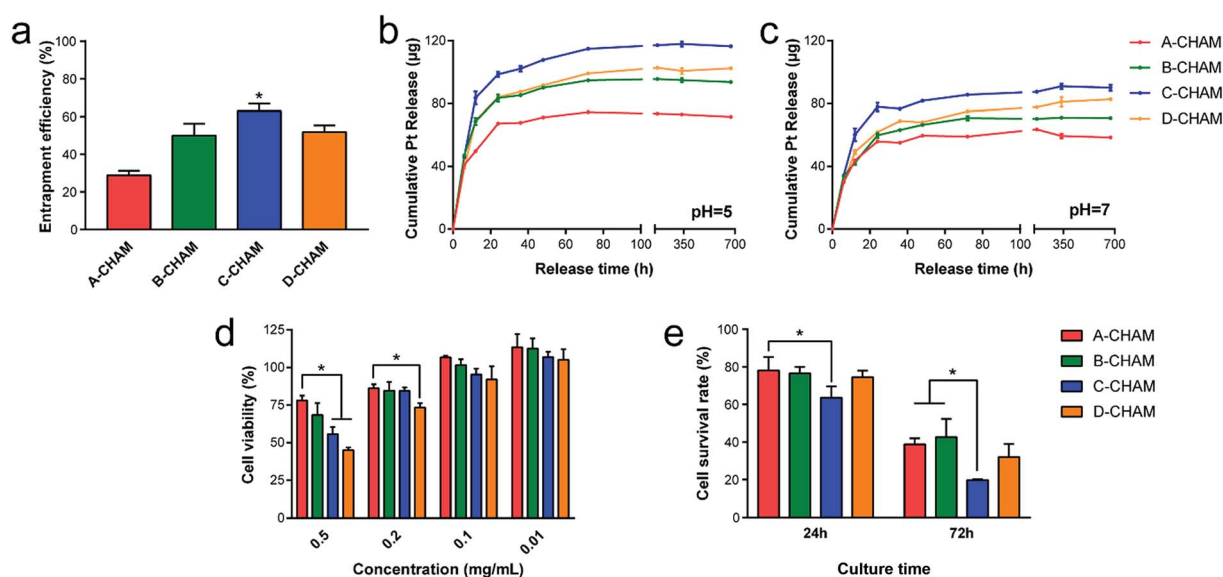 a
Entrapment efficiency (%)
100
80
60
40
20
0
*
A-CHAM
B-CHAM
C-CHAM
D-CHAM
b
Cumulative Pt Release (μg)
120
80
40
0
0 20 40 60 80 100 350 700
pH=5
Release time (h)
c
Cumulative Pt Release (μg)
120
80
40
0
0 20 40 60 80 100 350 700
pH=7
Release time (h)
A-CHAM
B-CHAM
C-CHAM
D-CHAM
d
Cell viability (%)
125
100
75
50
25
0
*
*
0.5
0.2
0.1
0.01
Concentration (mg/mL)
e
Cell survival rate (%)
100
80
60
40
20
0
*
*
24h 72h
Culture time
A-CHAM
B-CHAM
C-CHAM
D-CHAM